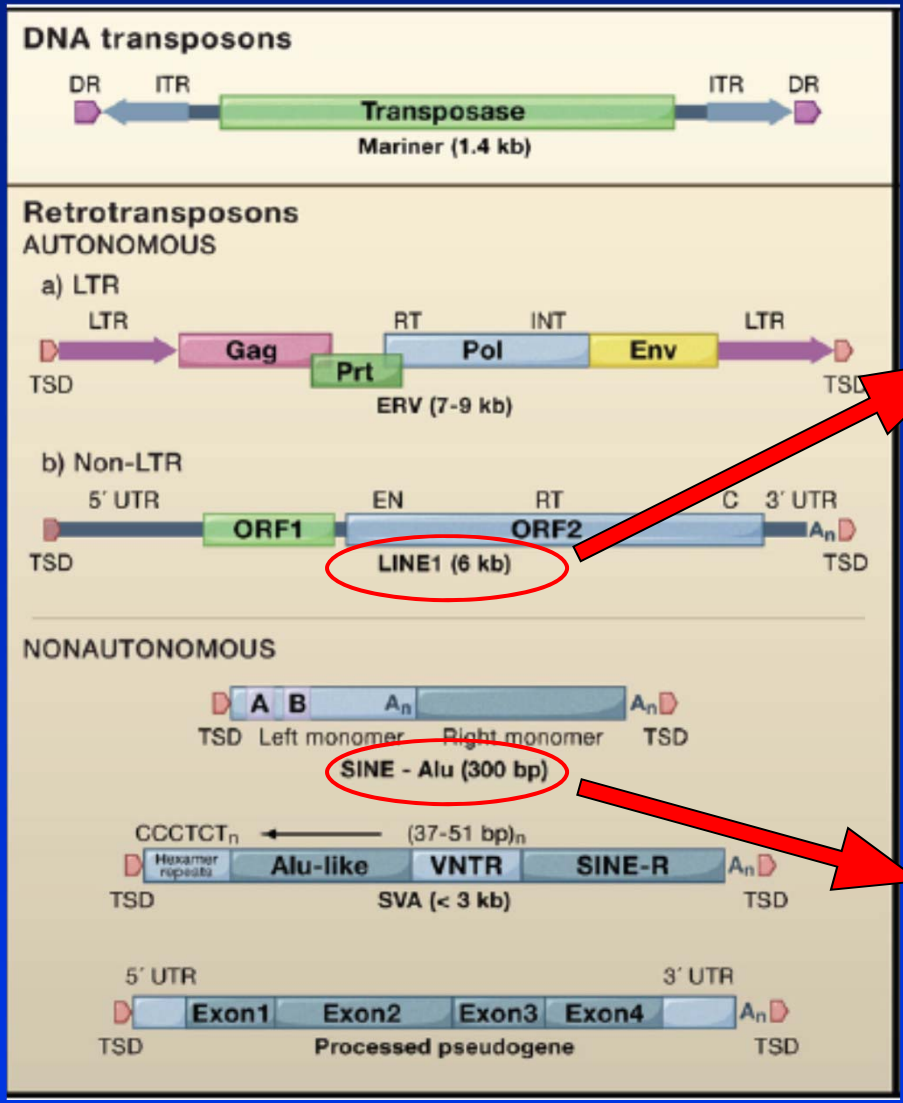 DNA transposons
DR ITR ITR DR
Transposase
Mariner (1.4 kb)
Retrotransposons
AUTONOMOUS
a) LTR
LTR RT INT LTR
Gag Pol Env
Prt
TSD TSD
ERV (7-9 kb)
b) Non-LTR
5´ UTR EN RT C 3´ UTR
ORF1 ORF2 An
TSD LINE1 (6 kb) TSD
NONAUTONOMOUS
A B An An
TSD Left monomer Right monomer TSD
SINE - Alu (300 bp)
CCCTCTn (37-51 bp)n
Hexamer
repeats
Alu-like VNTR SINE-R An
TSD SVA (< 3 kb) TSD
5´ UTR 3´ UTR
Exon1 Exon2 Exon3 Exon4 An
TSD Processed pseudogene TSD